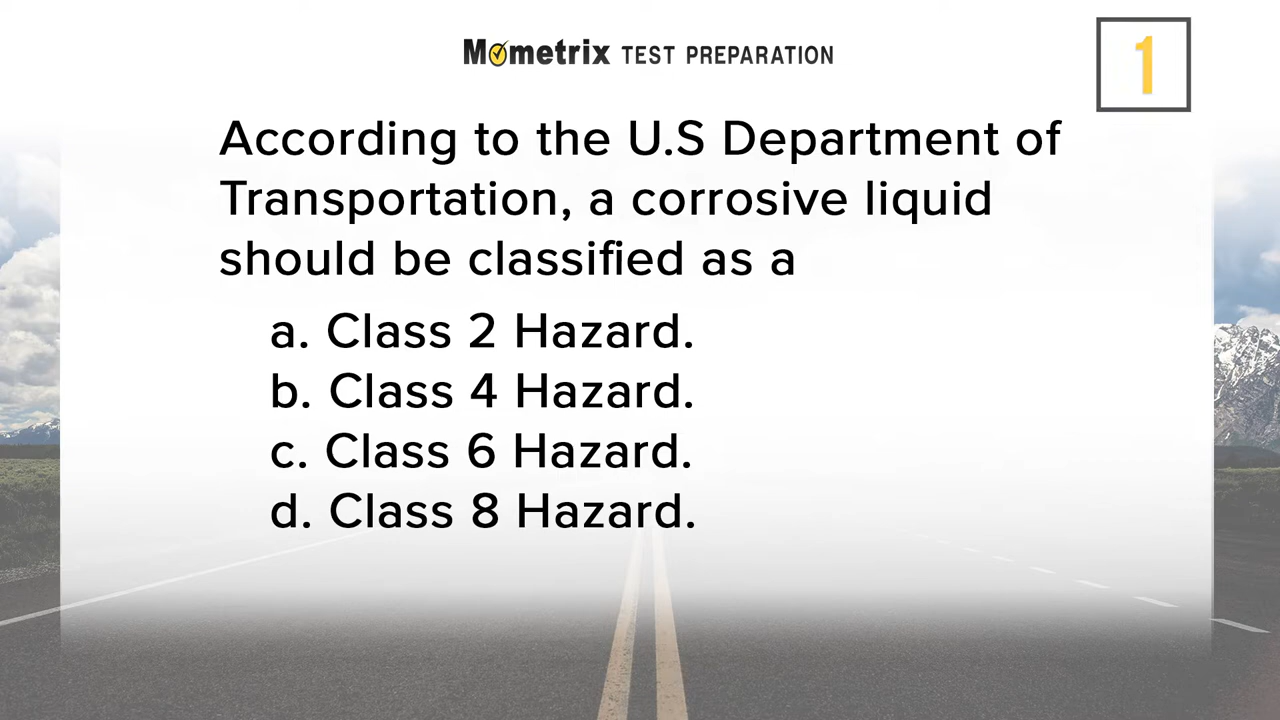 Mometrix TEST PREPARATION
1
According to the U.S Department of
Transportation, a corrosive liquid
should be classified as a
a. Class 2 Hazard.
b. Class 4 Hazard.
c. Class 6 Hazard.
d. Class 8 Hazard.